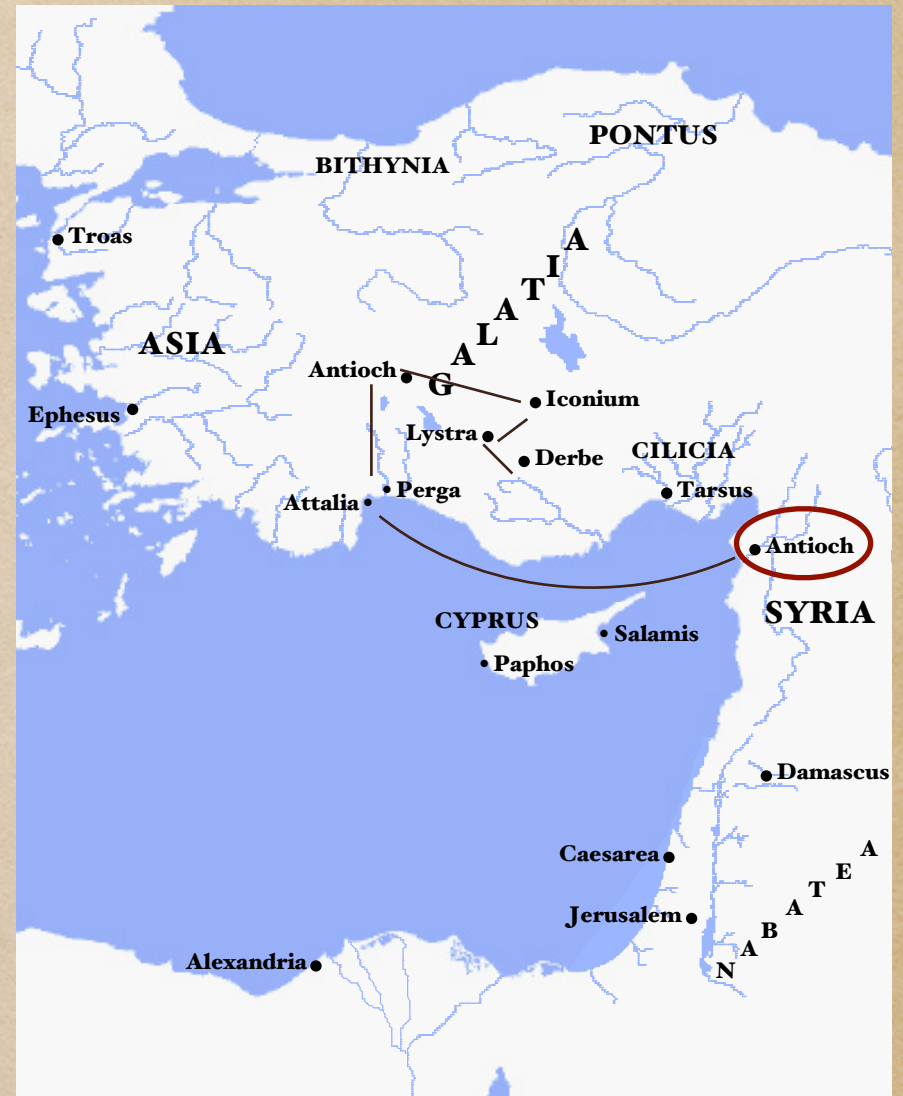 PONTUS
BITHYNIA
Troas
GALATIA
ASIA
Antioch
Iconium
Ephesus
Lystra
Derbe
CILICIA
Perga
Tarsus
Attalia
Antioch
SYRIA
CYPRUS
Salamis
Paphos
Damascus
Caesarea
NABATEA
Jerusalem
Alexandria